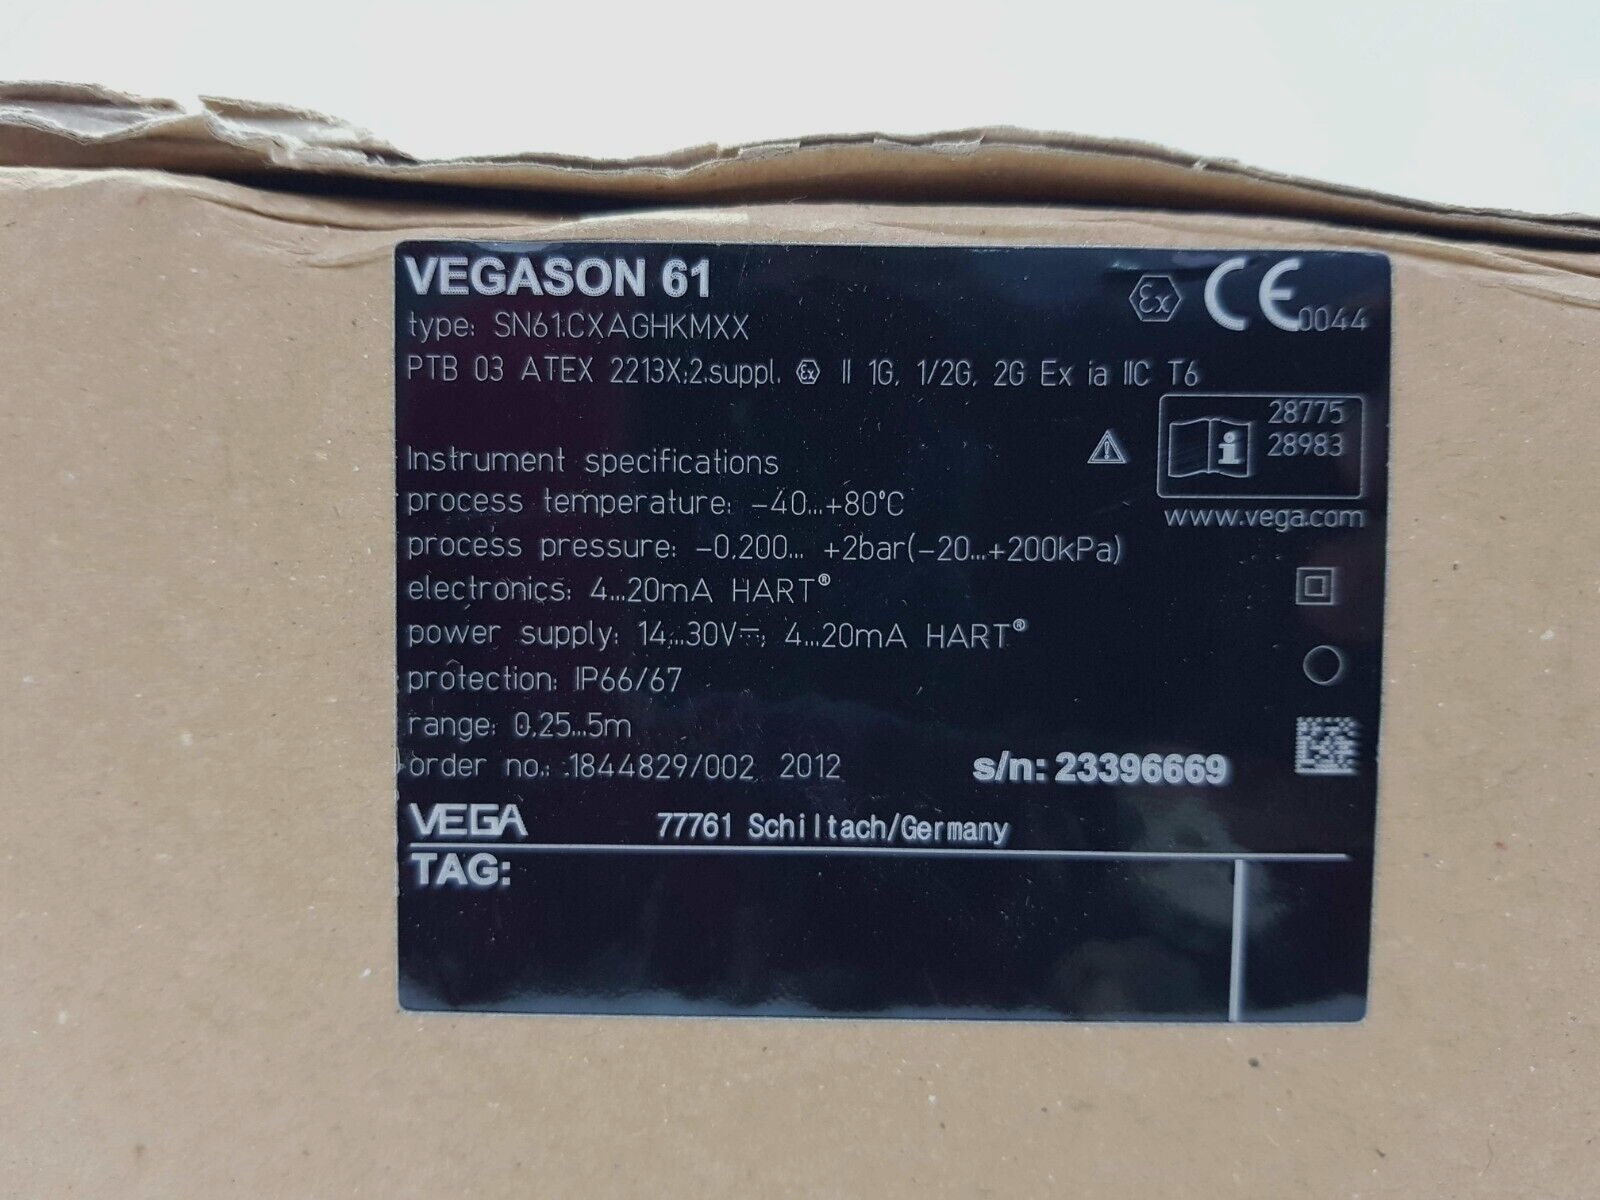 VEGASON 61
Ex CE 0044
type: SN61.CXAGHKMXX
PTB 03 ATEX 2213X;2.suppl. Ex II 1G, 1/2G, 2G Ex ia IIC T6
28775
28983
www.vega.com
Instrument specifications
process temperature: -40...+80°C
process pressure: -0,200... +2bar(-20...+200kPa)
electronics: 4...20mA HART®
power supply: 14...30V⎓, 4...20mA HART®
protection: IP66/67
range: 0,25...5m
order no.: 1844829/002 2012
s/n: 23396669
VEGA 77761 Schiltach/Germany
TAG: